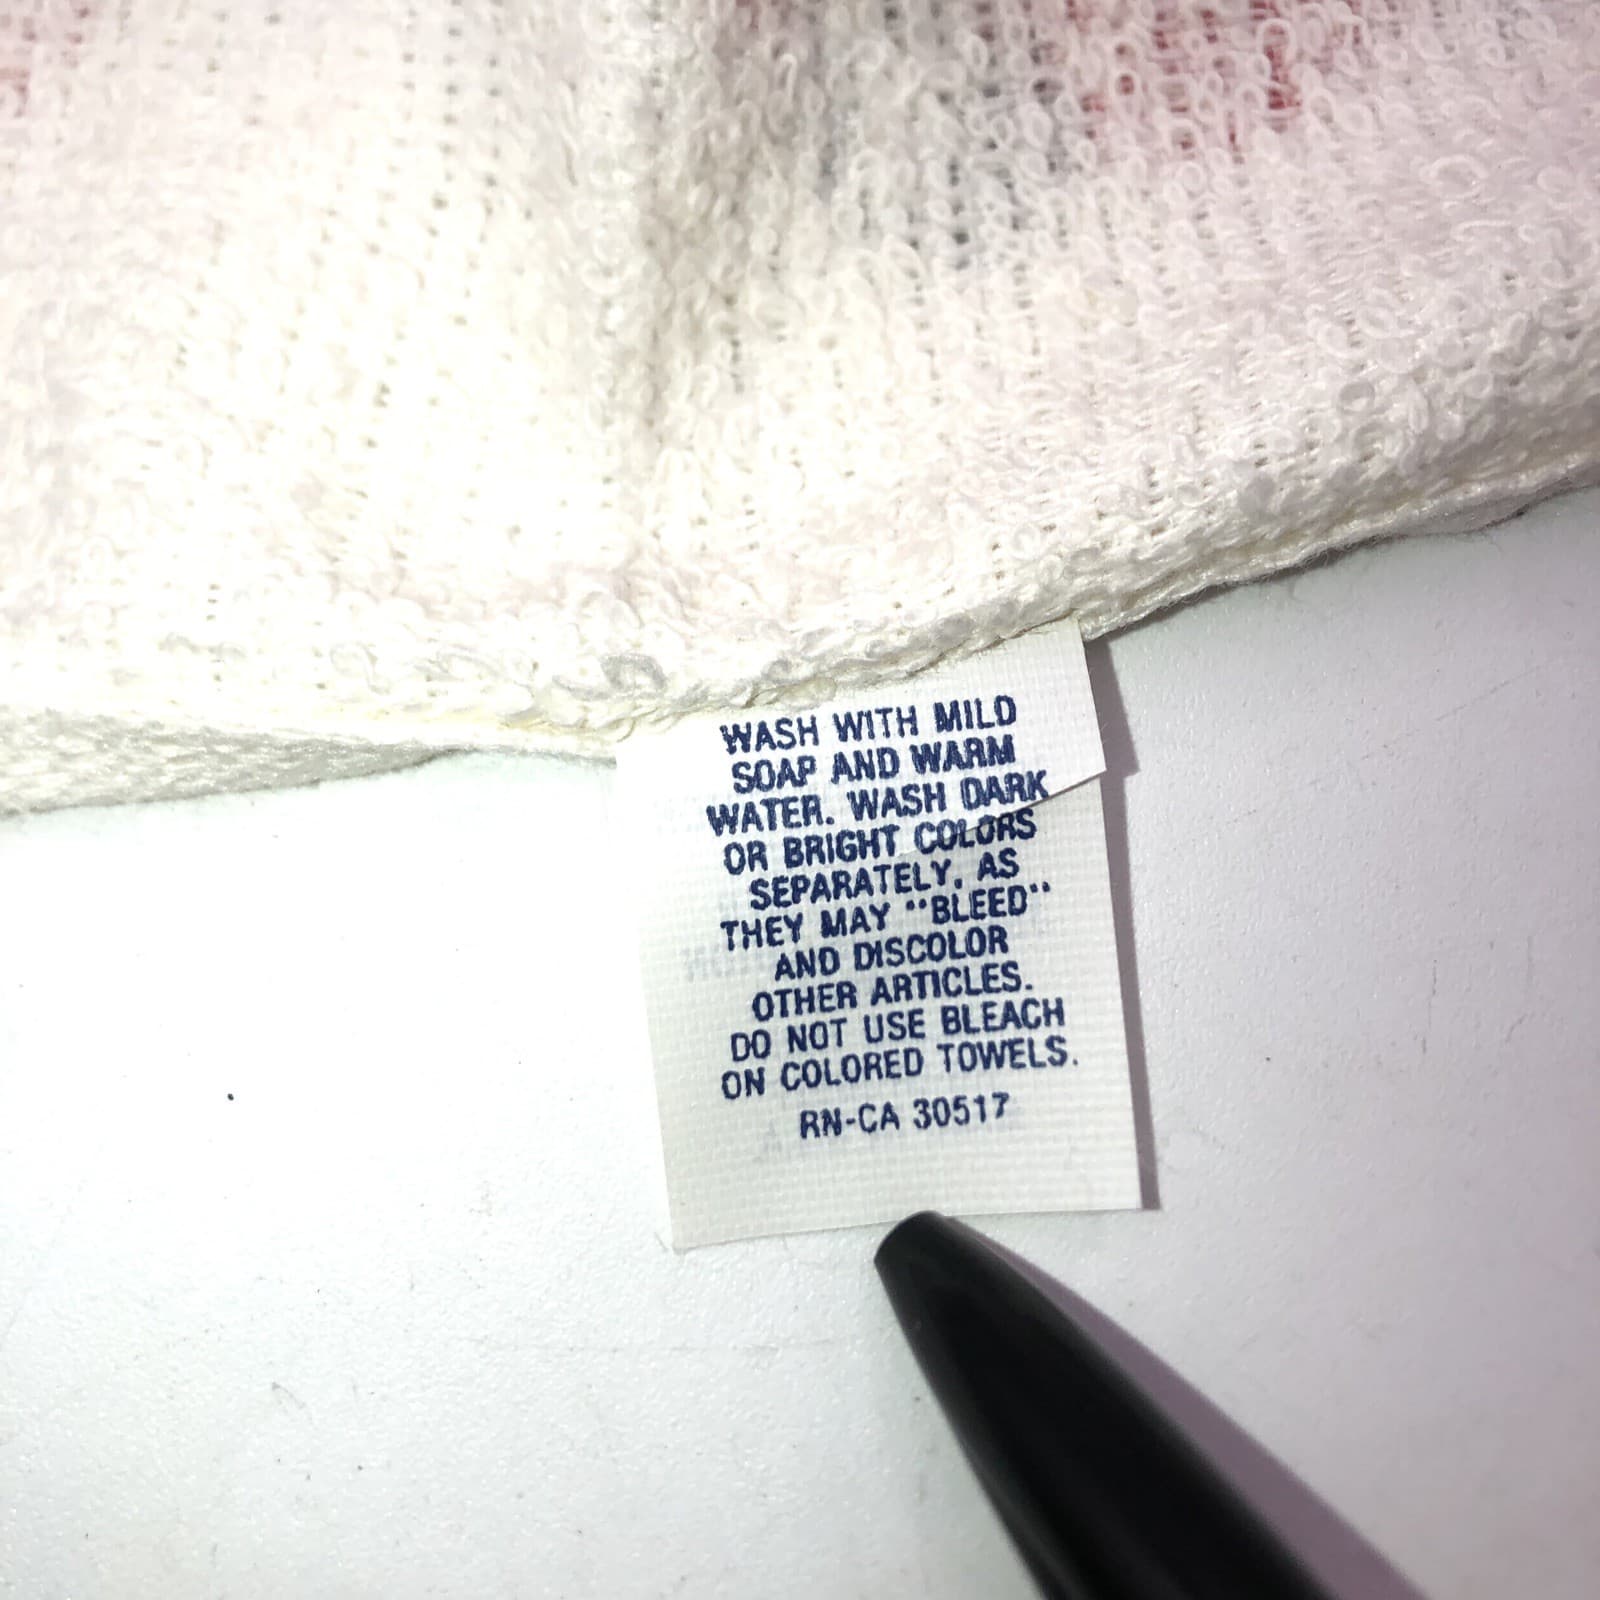 WASH WITH MILD
SOAP AND WARM
WATER. WASH DARK
OR BRIGHT COLORS
SEPARATELY, AS
THEY MAY "BLEED"
AND DISCOLOR
OTHER ARTICLES.
DO NOT USE BLEACH
ON COLORED TOWELS.
RN-CA 30517